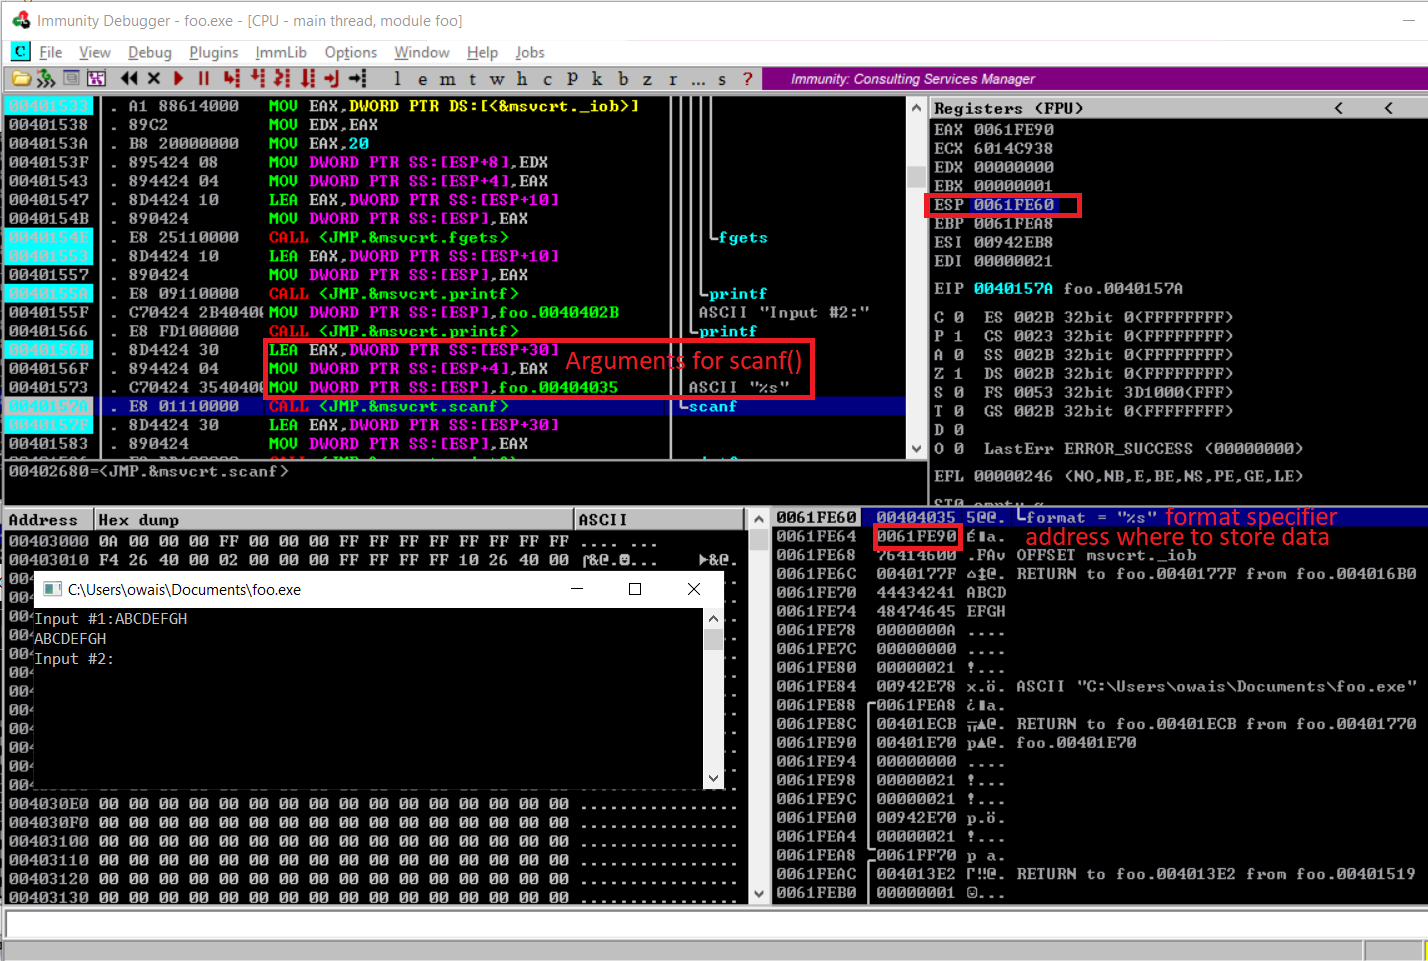 Immunity Debugger - foo.exe - [CPU - main thread, module foo]
C File View Debug Plugins ImmLib Options Window Help Jobs
l e m t w h c P k b z r ... s ? Immunity: Consulting Services Manager
00401533 . A1 88614000 MOV EAX,DWORD PTR DS:[<&msvcrt._iob>]
00401538 . 89C2 MOV EDX,EAX
0040153A . B8 20000000 MOV EAX,20
0040153F . 895424 08 MOV DWORD PTR SS:[ESP+8],EDX
00401543 . 894424 04 MOV DWORD PTR SS:[ESP+4],EAX
00401547 . 8D4424 10 LEA EAX,DWORD PTR SS:[ESP+10]
0040154B . 890424 MOV DWORD PTR SS:[ESP],EAX
0040154E . E8 25110000 CALL <JMP.&msvcrt.fgets> fgets
00401553 . 8D4424 10 LEA EAX,DWORD PTR SS:[ESP+10]
00401557 . 890424 MOV DWORD PTR SS:[ESP],EAX
0040155A . E8 09110000 CALL <JMP.&msvcrt.printf> printf
0040155F . C70424 2B40400 MOV DWORD PTR SS:[ESP],foo.0040402B ASCII "Input #2:"
00401566 . E8 FD100000 CALL <JMP.&msvcrt.printf> printf
0040156B . 8D4424 30 LEA EAX,DWORD PTR SS:[ESP+30] Arguments for scanf()
0040156F . 894424 04 MOV DWORD PTR SS:[ESP+4],EAX
00401573 . C70424 3540400 MOV DWORD PTR SS:[ESP],foo.00404035 ASCII "%s"
0040157A . E8 01110000 CALL <JMP.&msvcrt.scanf> scanf
0040157F . 8D4424 30 LEA EAX,DWORD PTR SS:[ESP+30]
00401583 . 890424 MOV DWORD PTR SS:[ESP],EAX
00402680=<JMP.&msvcrt.scanf>
Registers (FPU) < <
EAX 0061FE90
ECX 6014C938
EDX 00000000
EBX 00000001
ESP 0061FE60
EBP 0061FEA8
ESI 00942EB8
EDI 00000021
EIP 0040157A foo.0040157A
C 0 ES 002B 32bit 0(FFFFFFFF)
P 1 CS 0023 32bit 0(FFFFFFFF)
A 0 SS 002B 32bit 0(FFFFFFFF)
Z 1 DS 002B 32bit 0(FFFFFFFF)
S 0 FS 0053 32bit 3D1000(FFF)
T 0 GS 002B 32bit 0(FFFFFFFF)
D 0
O 0 LastErr ERROR_SUCCESS (00000000)
EFL 00000246 (NO,NB,E,BE,NS,PE,GE,LE)
Address Hex dump ASCII
00403000 0A 00 00 00 FF 00 00 00 FF FF FF FF FF FF FF FF
00403010 F4 26 40 00 02 00 00 00 FF FF FF FF 10 26 40 00
C:\Users\owais\Documents\foo.exe
Input #1:ABCDEFGH
ABCDEFGH
Input #2:
004030E0 00 00 00 00 00 00 00 00 00 00 00 00 00 00 00 00 ................
004030F0 00 00 00 00 00 00 00 00 00 00 00 00 00 00 00 00 ................
00403100 00 00 00 00 00 00 00 00 00 00 00 00 00 00 00 00 ................
00403110 00 00 00 00 00 00 00 00 00 00 00 00 00 00 00 00 ................
00403120 00 00 00 00 00 00 00 00 00 00 00 00 00 00 00 00 ................
00403130 00 00 00 00 00 00 00 00 00 00 00 00 00 00 00 00 ................
0061FE60 00404035 5@@. format = "%s" format specifier
0061FE64 0061FE90 address where to store data
0061FE68 76414600 .FAv OFFSET msvcrt._iob
0061FE6C 0040177F RETURN to foo.0040177F from foo.004016B0
0061FE70 44434241 ABCD
0061FE74 48474645 EFGH
0061FE78 0000000A ....
0061FE7C 00000000 ....
0061FE80 00000021 !...
0061FE84 00942E78 x.ö. ASCII "C:\Users\owais\Documents\foo.exe"
0061FE88 0061FEA8
0061FE8C 00401ECB RETURN to foo.00401ECB from foo.00401770
0061FE90 00401E70 p▲@. foo.00401E70
0061FE94 00000000 ....
0061FE98 00000021 !...
0061FE9C 00000021 !...
0061FEA0 00942E70 p.ö.
0061FEA4 00000021 !...
0061FEA8 0061FF70 p a.
0061FEAC 004013E2 RETURN to foo.004013E2 from foo.00401519
0061FEB0 00000001